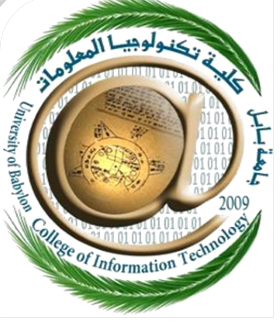 كلية تكنولوجيا المعلومات
جامعة بابل
University of Babylon
College of Information Technology
2009